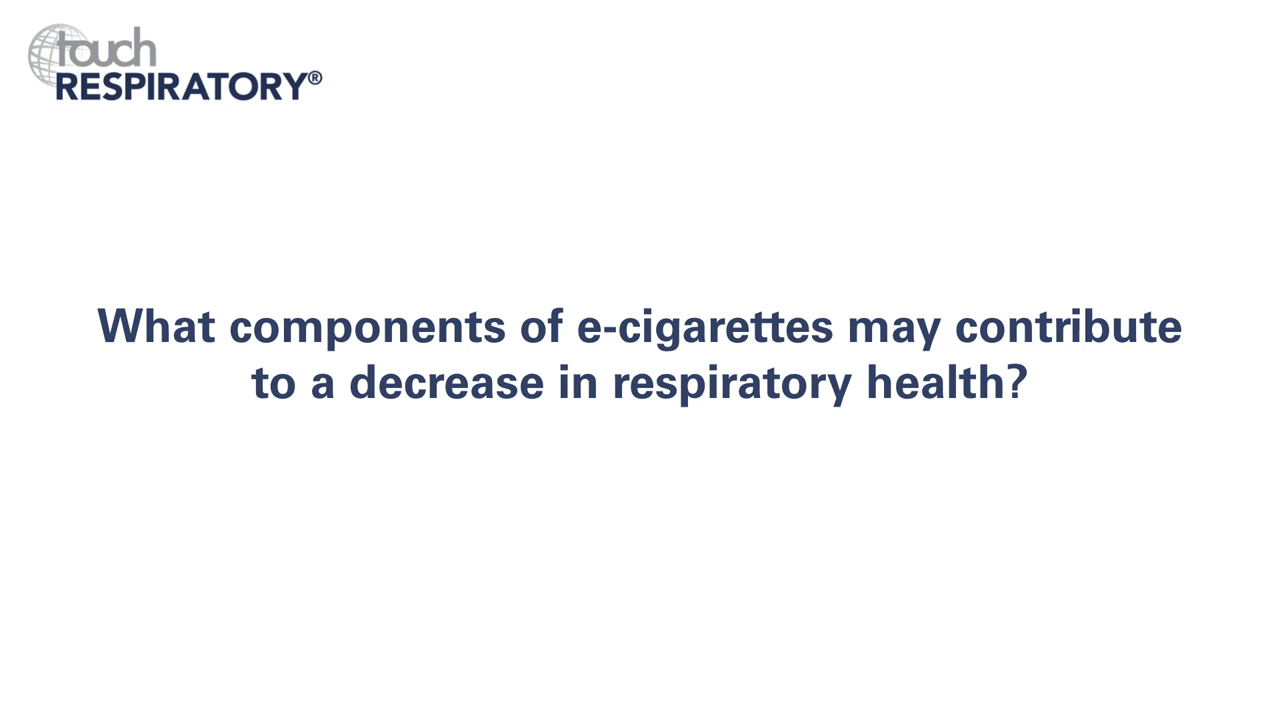 touch
RESPIRATORY®
What components of e-cigarettes may contribute
to a decrease in respiratory health?